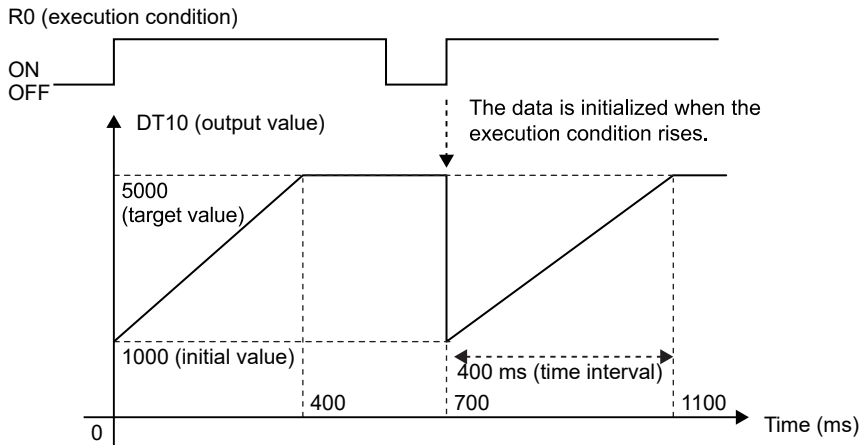 R0 (execution condition)
ON
OFF
DT10 (output value)
The data is initialized when the
execution condition rises.
5000
(target value)
1000 (initial value)
400 ms (time interval)
400
700
1100
0
Time (ms)